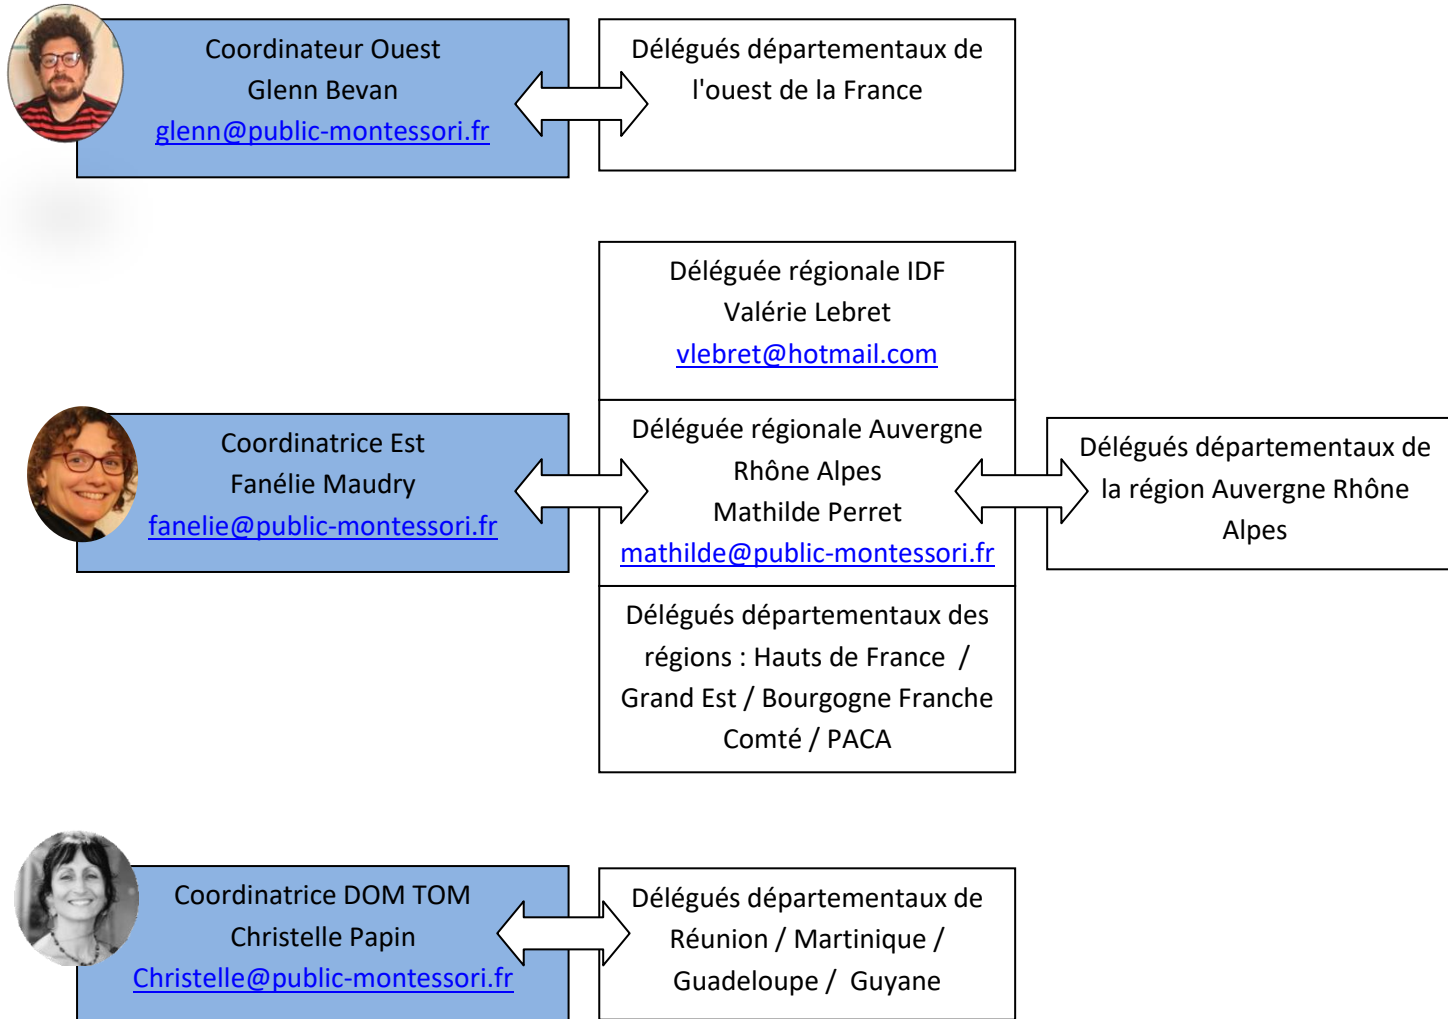 Coordinateur Ouest
Glenn Bevan
glenn@public-montessori.fr
Délégués départementaux de
l'ouest de la France
Déléguée régionale IDF
Valérie Lebret
vlebret@hotmail.com
Coordinatrice Est
Fanélie Maudry
fanelie@public-montessori.fr
Déléguée régionale Auvergne
Rhône Alpes
Mathilde Perret
mathilde@public-montessori.fr
Délégués départementaux de
la région Auvergne Rhône
Alpes
Délégués départementaux des
régions : Hauts de France /
Grand Est / Bourgogne Franche
Comté / PACA
Coordinatrice DOM TOM
Christelle Papin
Christelle@public-montessori.fr
Délégués départementaux de
Réunion / Martinique /
Guadeloupe / Guyane